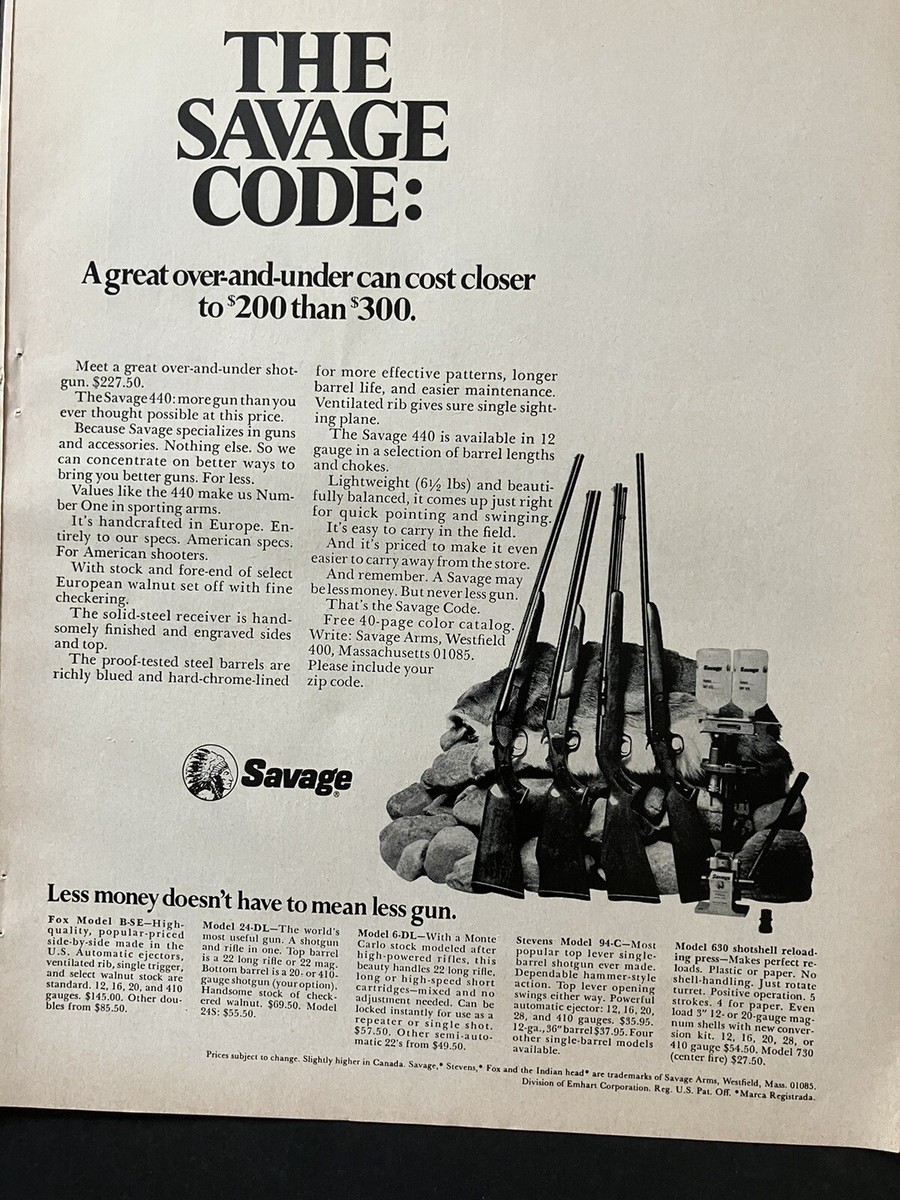 THE
SAVAGE
CODE:
A great over-and-under can cost closer
to $200 than $300.
Meet a great over-and-under shot-
gun. $227.50.
The Savage 440: more gun than you
ever thought possible at this price.
Because Savage specializes in guns
and accessories. Nothing else. So we
can concentrate on better ways to
bring you better guns. For less.
Values like the 440 make us Num-
ber One in sporting arms.
It's handcrafted in Europe. En-
tirely to our specs. American specs.
For American shooters.
With stock and fore-end of select
European walnut set off with fine
checkering.
The solid-steel receiver is hand-
somely finished and engraved sides
and top.
The proof-tested steel barrels are
richly blued and hard-chrome-lined
for more effective patterns, longer
barrel life, and easier maintenance.
Ventilated rib gives sure single sight-
ing plane.
The Savage 440 is available in 12
gauge in a selection of barrel lengths
and chokes.
Lightweight (6½ lbs) and beauti-
fully balanced, it comes up just right
for quick pointing and swinging.
It's easy to carry in the field.
And it's priced to make it even
easier to carry away from the store.
And remember. A Savage may
be less money. But never less gun.
That's the Savage Code.
Free 40-page color catalog.
Write: Savage Arms, Westfield
400, Massachusetts 01085.
Please include your
zip code.
Savage
Savage
Savage®
Savage
Less money doesn't have to mean less gun.
Fox Model B-SE—High-
quality, popular-priced
side-by-side made in the
U.S. Automatic ejectors,
ventilated rib, single trigger,
and select walnut stock are
standard. 12, 16, 20, and 410
gauges. $145.00. Other dou-
bles from $85.50.
Model 24-DL—The world's
most useful gun. A shotgun
and rifle in one. Top barrel
is a 22 long rifle or 22 mag.
Bottom barrel is a 20- or 410-
gauge shotgun (your option).
Handsome stock of check-
ered walnut. $69.50. Model
24S: $55.50.
Model 6-DL—With a Monte
Carlo stock modeled after
high-powered rifles, this
beauty handles 22 long rifle,
long or high-speed short
cartridges—mixed and no
adjustment needed. Can be
locked instantly for use as a
repeater or single shot.
$57.50. Other semi-auto-
matic 22's from $49.50.
Stevens Model 94-C—Most
popular top lever single-
barrel shotgun ever made.
Dependable hammer-style
action. Top lever opening
swings either way. Powerful
automatic ejector: 12, 16, 20,
28, and 410 gauges. $35.95.
12-ga., 36" barrel $37.95. Four
other single-barrel models
available.
Model 630 shotshell reload-
ing press—Makes perfect re-
loads. Plastic or paper. No
shell-handling. Just rotate
turret. Positive operation. 5
strokes. 4 for paper. Even
load 3" 12- or 20-gauge mag-
num shells with new conver-
sion kit. 12, 16, 20, 28, or
410 gauge $54.50. Model 730
(center fire) $27.50.
Prices subject to change. Slightly higher in Canada. Savage,* Stevens,* Fox and the Indian head* are trademarks of Savage Arms, Westfield, Mass. 01085.
Division of Emhart Corporation. Reg. U.S. Pat. Off. *Marca Registrada.